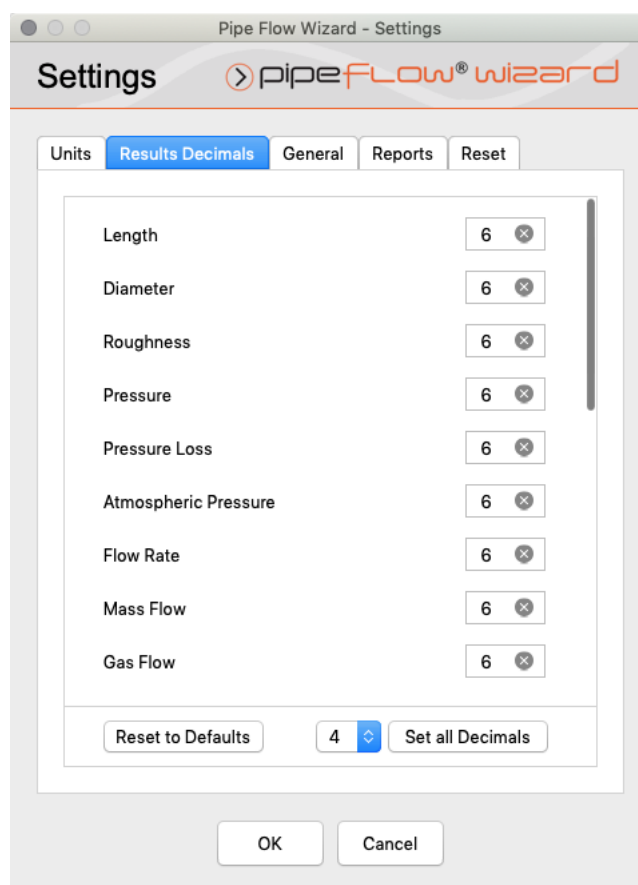 Pipe Flow Wizard - Settings
Settings pipeFLOW® wizard
Units Results Decimals General Reports Reset
Length 6
Diameter 6
Roughness 6
Pressure 6
Pressure Loss 6
Atmospheric Pressure 6
Flow Rate 6
Mass Flow 6
Gas Flow 6
Reset to Defaults 4 Set all Decimals
OK Cancel